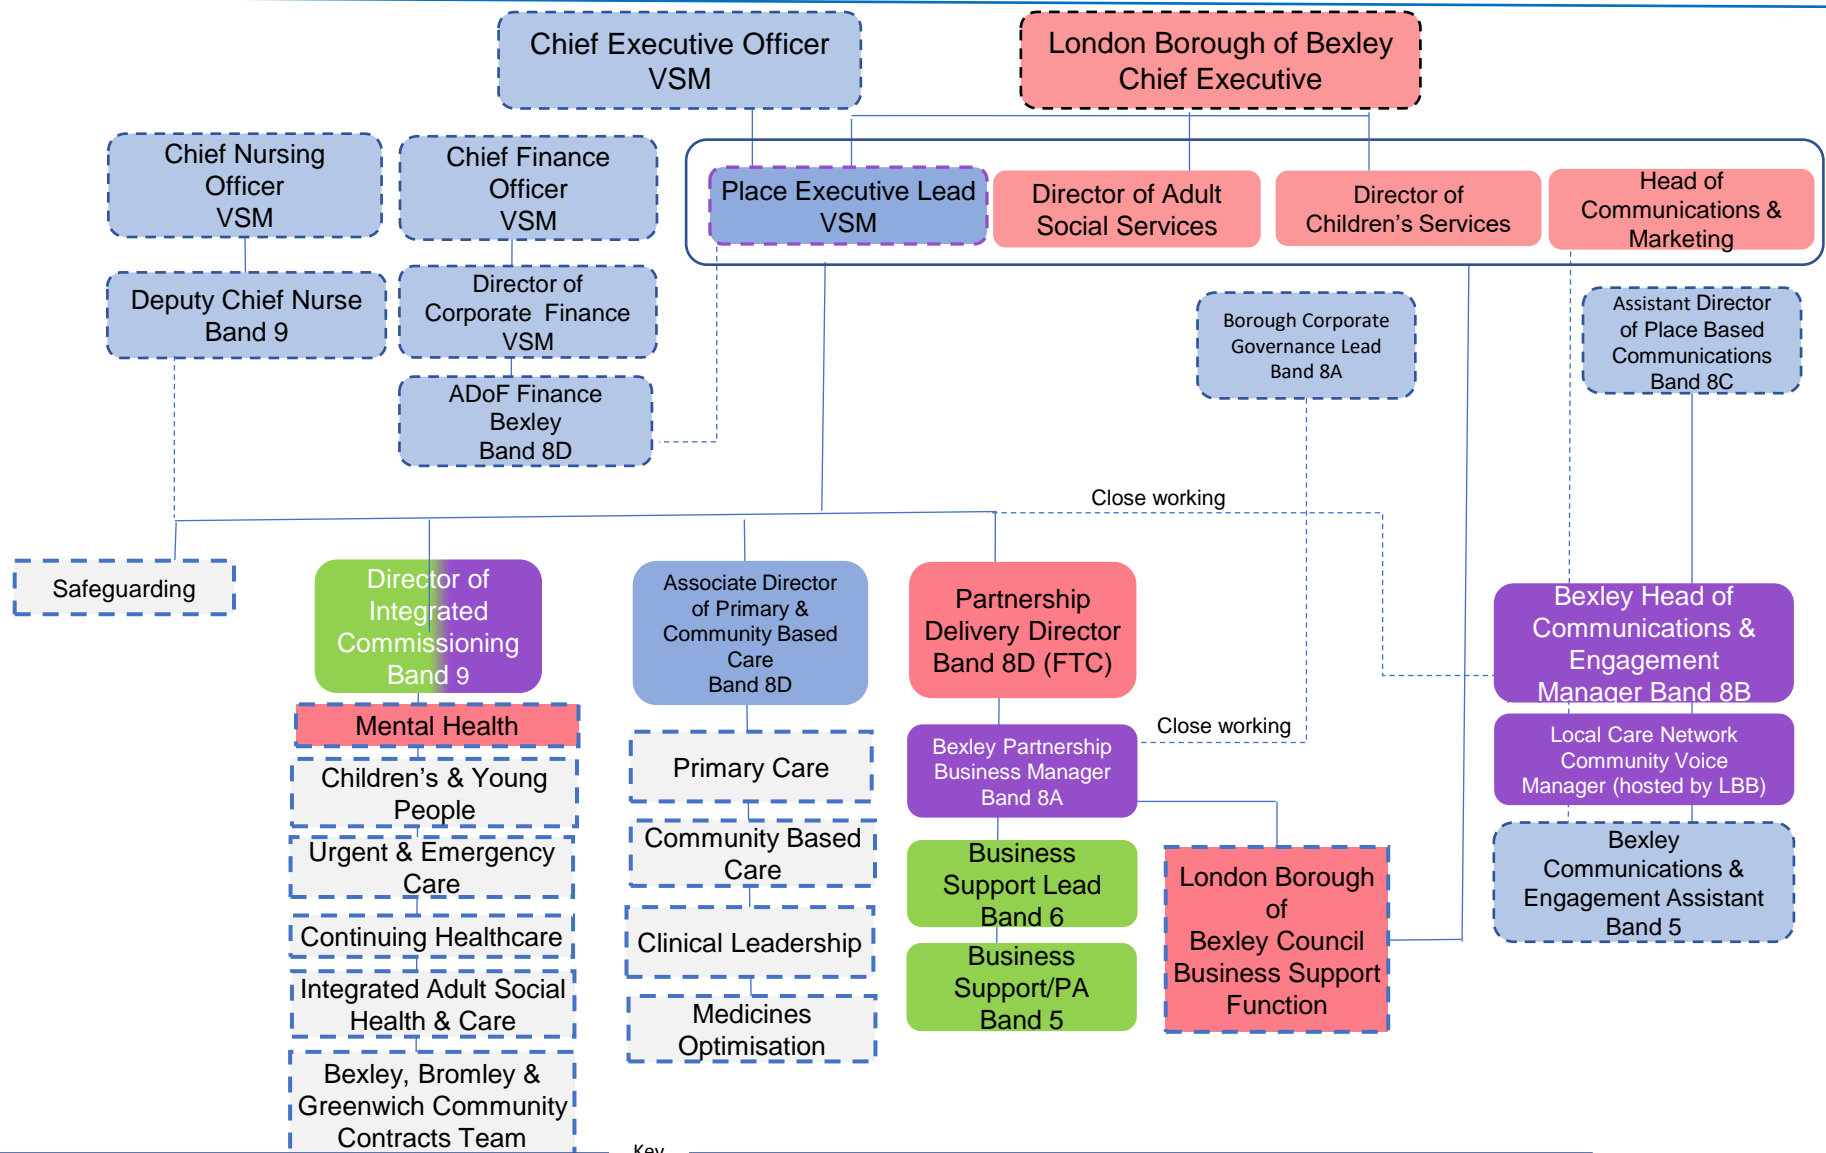 Chief Executive Officer
VSM
London Borough of Bexley
Chief Executive
Chief Nursing
Officer
VSM
Chief Finance
Officer
VSM
Place Executive Lead
VSM
Director of Adult
Social Services
Director of
Children’s Services
Head of
Communications &
Marketing
Deputy Chief Nurse
Band 9
Director of
Corporate Finance
VSM
Borough Corporate
Governance Lead
Band 8A
Assistant Director
of Place Based
Communications
Band 8C
ADoF Finance
Bexley
Band 8D
Close working
Safeguarding
Director of
Integrated
Commissioning
Band 9
Associate Director
of Primary &
Community Based
Care
Band 8D
Partnership
Delivery Director
Band 8D (FTC)
Bexley Head of
Communications &
Engagement
Manager Band 8B
Mental Health
Children’s & Young
People
Urgent & Emergency
Care
Continuing Healthcare
Integrated Adult Social
Health & Care
Bexley, Bromley &
Greenwich Community
Contracts Team
Primary Care
Community Based
Care
Clinical Leadership
Medicines
Optimisation
Bexley Partnership
Business Manager
Band 8A
Close working
Business
Support Lead
Band 6
Business
Support/PA
Band 5
London Borough
of
Bexley Council
Business Support
Function
Local Care Network
Community Voice
Manager (hosted by LBB)
Bexley
Communications &
Engagement Assistant
Band 5
Key